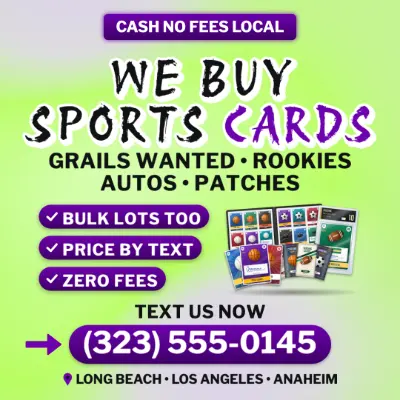 CASH NO FEES LOCAL
WE BUY
SPORTS CARDS
GRAILS WANTED • ROOKIES
AUTOS • PATCHES
BULK LOTS TOO
PRICE BY TEXT
ZERO FEES
10
TEXT US NOW
(323) 555-0145
LONG BEACH • LOS ANGELES • ANAHEIM